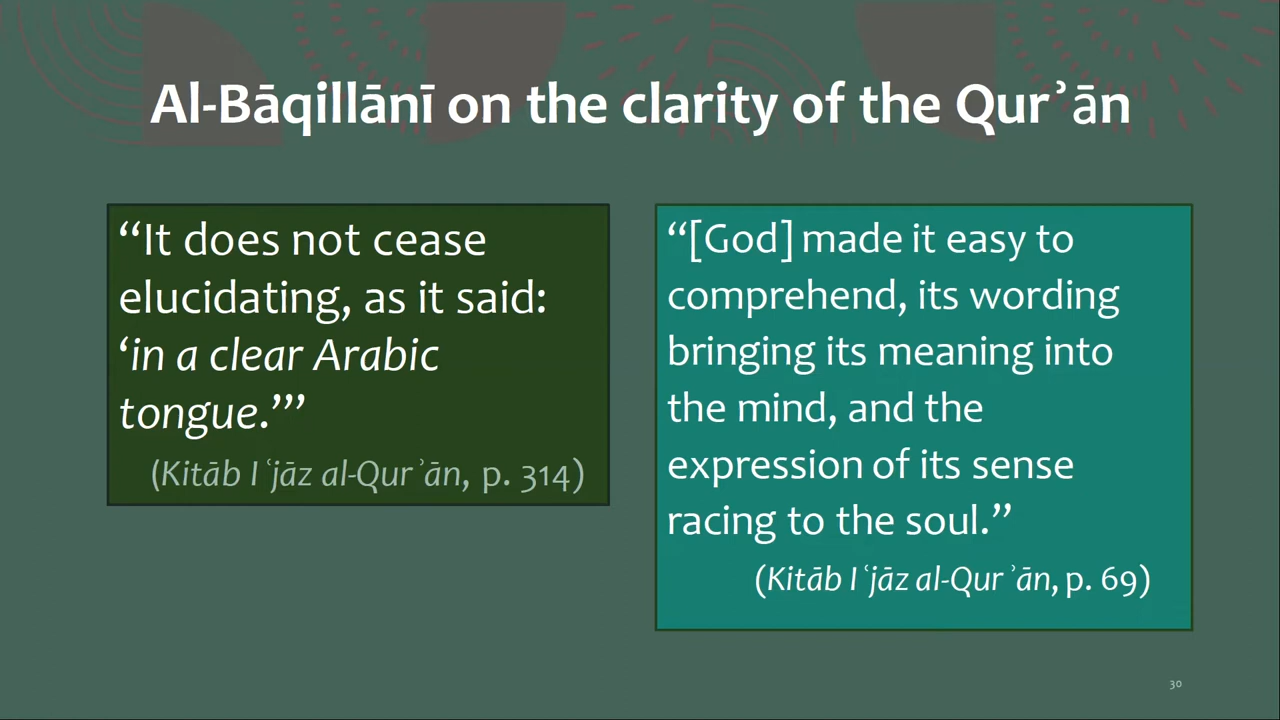 Al-Bāqillānī on the clarity of the Qurʾān
“It does not cease
elucidating, as it said:
‘in a clear Arabic
tongue.’”
(Kitāb Iʿjāz al-Qurʾān, p. 314)
“[God] made it easy to
comprehend, its wording
bringing its meaning into
the mind, and the
expression of its sense
racing to the soul.”
(Kitāb Iʿjāz al-Qurʾān, p. 69)
30